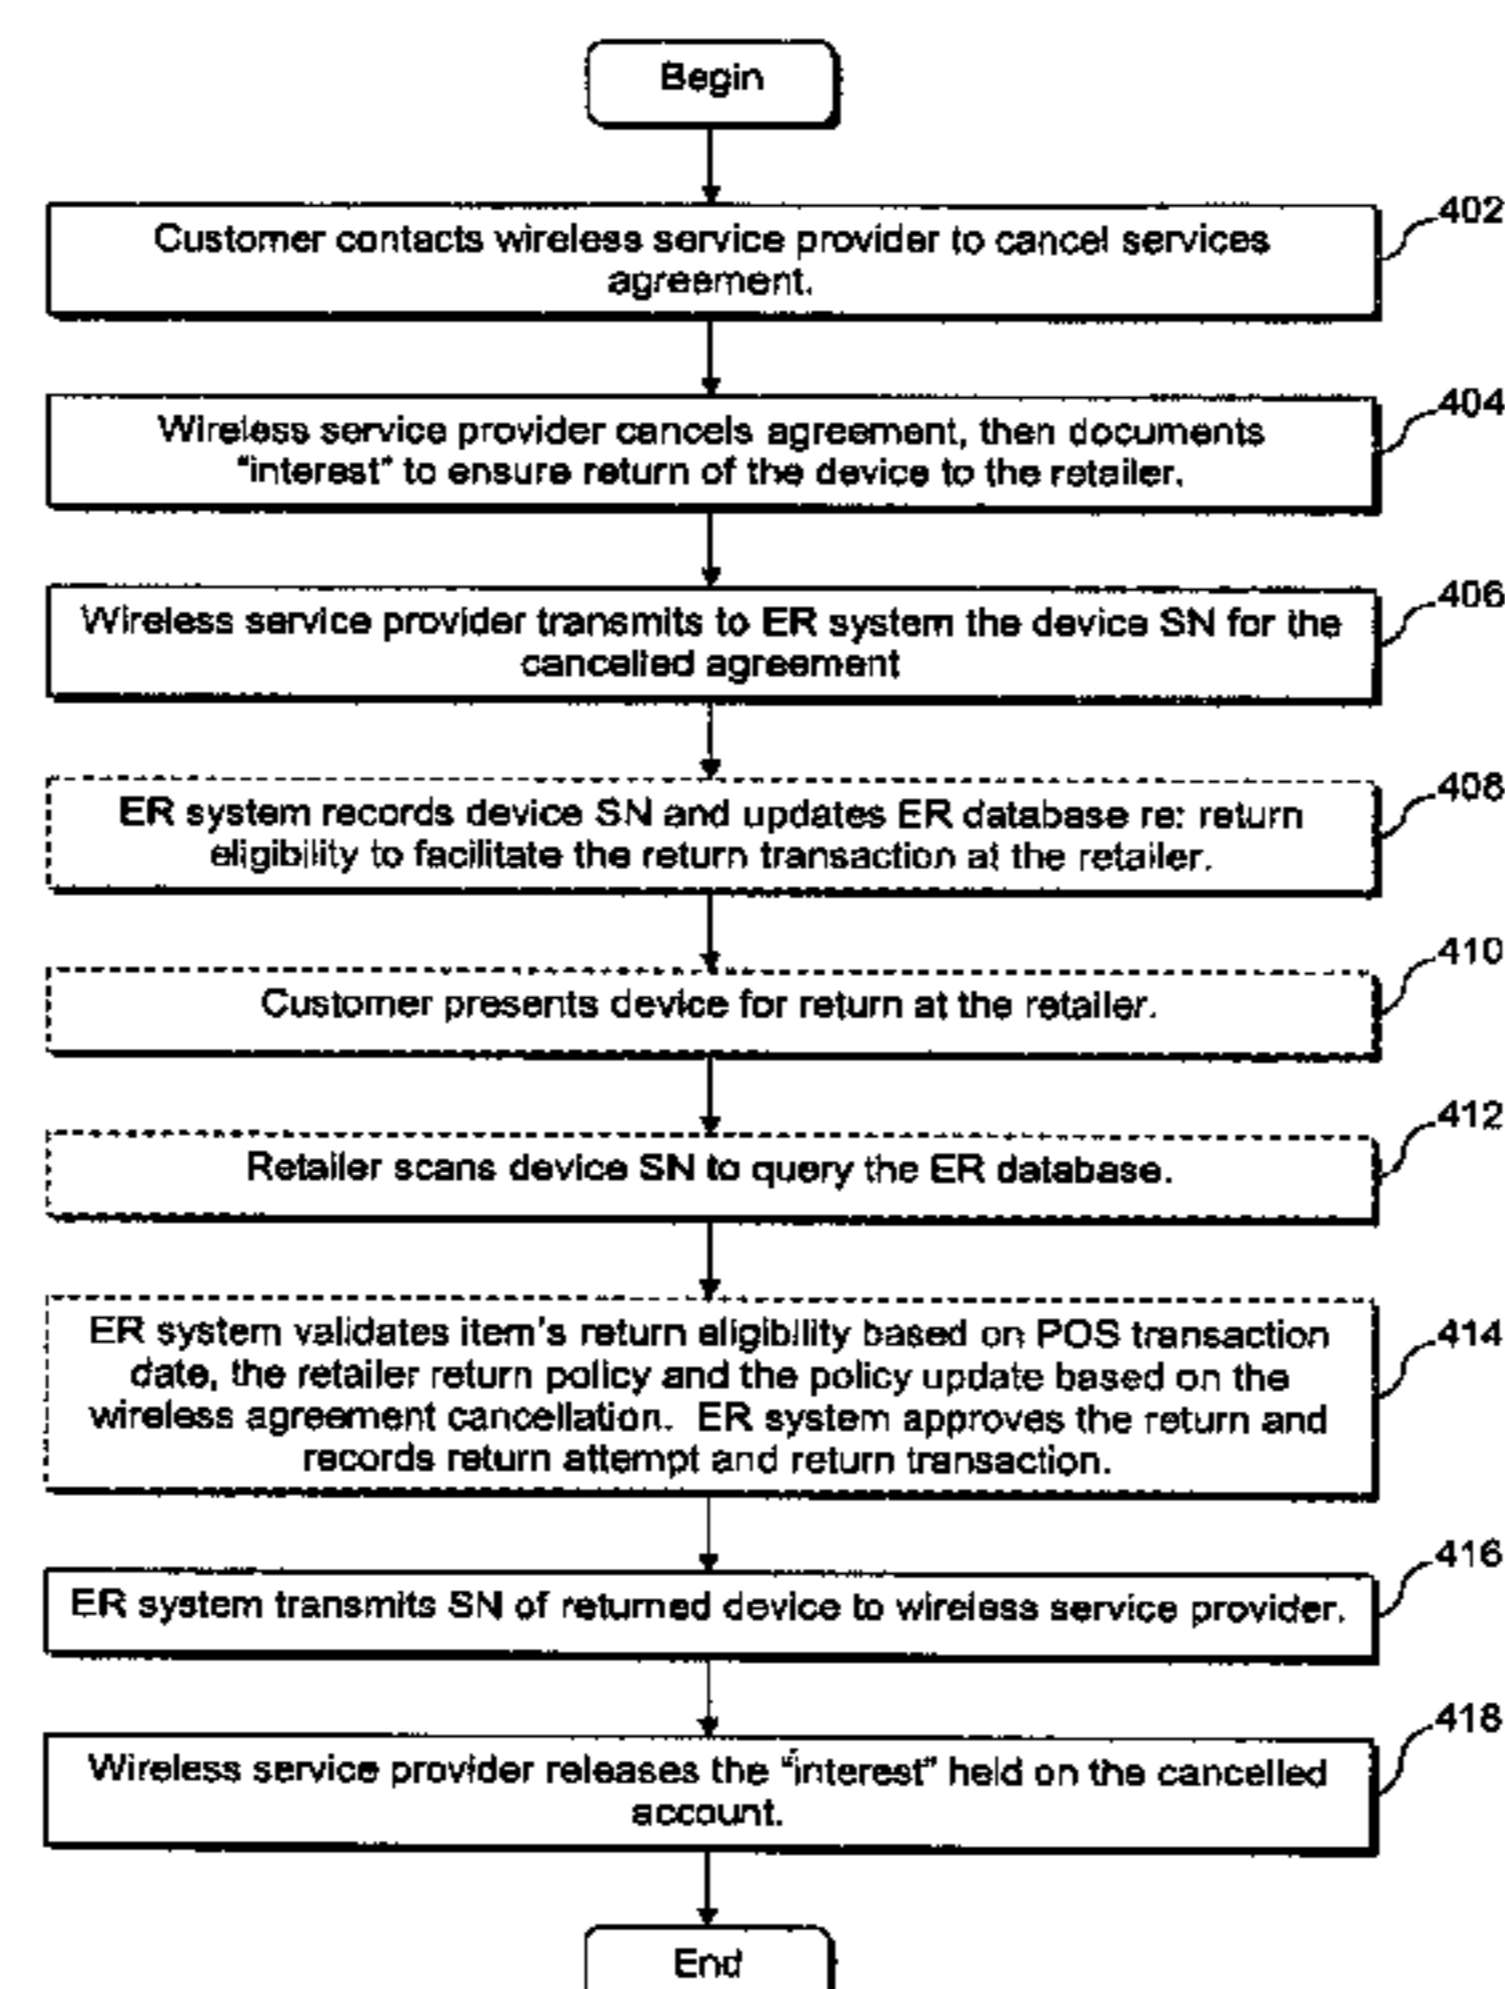 Begin
Customer contacts wireless service provider to cancel services
agreement.
402
Wireless service provider cancels agreement, then documents
“interest” to ensure return of the device to the retailer.
404
Wireless service provider transmits to ER system the device SN for the
cancelled agreement
406
ER system records device SN and updates ER database re: return
eligibility to facilitate the return transaction at the retailer.
408
Customer presents device for return at the retailer.
410
Retailer scans device SN to query the ER database.
412
ER system validates item's return eligibility based on POS transaction
date, the retailer return policy and the policy update based on the
wireless agreement cancellation. ER system approves the return and
records return attempt and return transaction.
414
ER system transmits SN of returned device to wireless service provider.
416
Wireless service provider releases the “interest” held on the cancelled
account.
418
End